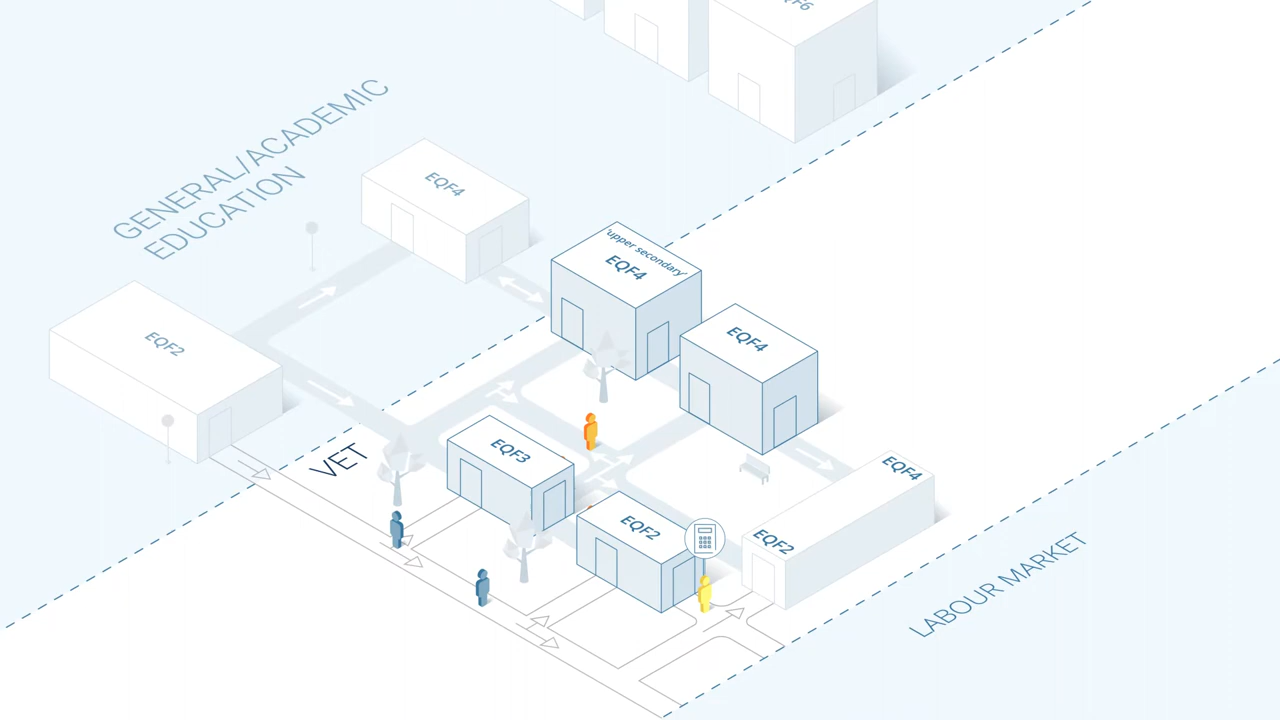 GENERAL/ACADEMIC
EDUCATION
EQF4
'upper secondary'
EQF4
EQF2
EQF4
VET
EQF3
EQF4
EQF2
EQF2
LABOUR MARKET